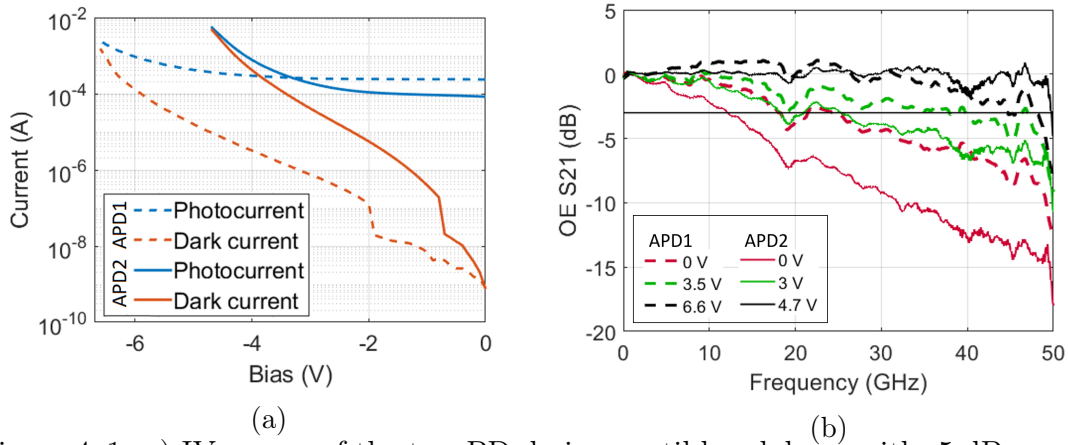 10^-2
10^-4
10^-6
10^-8
10^-10
Current (A)
-6
-4
-2
0
Bias (V)
APD1
Photocurrent
Dark current
APD2
Photocurrent
Dark current
(a)
5
0
-5
-10
-15
-20
OE S21 (dB)
0
10
20
30
40
50
Frequency (GHz)
APD1 APD2
0 V 0 V
3.5 V 3 V
6.6 V 4.7 V
(b)